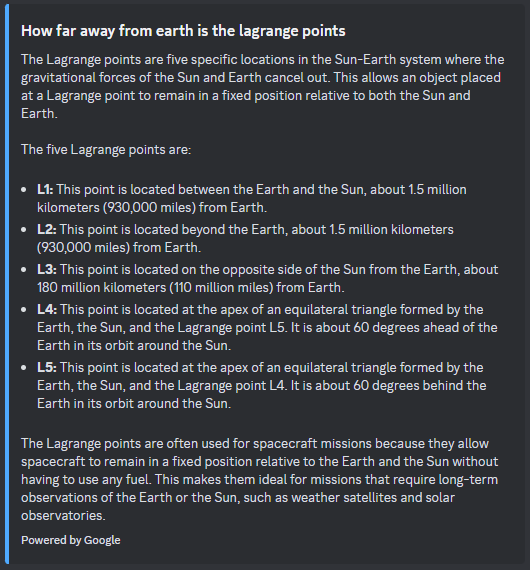 How far away from earth is the lagrange points
The Lagrange points are five specific locations in the Sun-Earth system where the
gravitational forces of the Sun and Earth cancel out. This allows an object placed
at a Lagrange point to remain in a fixed position relative to both the Sun and
Earth.
The five Lagrange points are:
• L1: This point is located between the Earth and the Sun, about 1.5 million
kilometers (930,000 miles) from Earth.
• L2: This point is located beyond the Earth, about 1.5 million kilometers
(930,000 miles) from Earth.
• L3: This point is located on the opposite side of the Sun from the Earth, about
180 million kilometers (110 million miles) from Earth.
• L4: This point is located at the apex of an equilateral triangle formed by the
Earth, the Sun, and the Lagrange point L5. It is about 60 degrees ahead of the
Earth in its orbit around the Sun.
• L5: This point is located at the apex of an equilateral triangle formed by the
Earth, the Sun, and the Lagrange point L4. It is about 60 degrees behind the
Earth in its orbit around the Sun.
The Lagrange points are often used for spacecraft missions because they allow
spacecraft to remain in a fixed position relative to the Earth and the Sun without
having to use any fuel. This makes them ideal for missions that require long-term
observations of the Earth or the Sun, such as weather satellites and solar
observatories.
Powered by Google